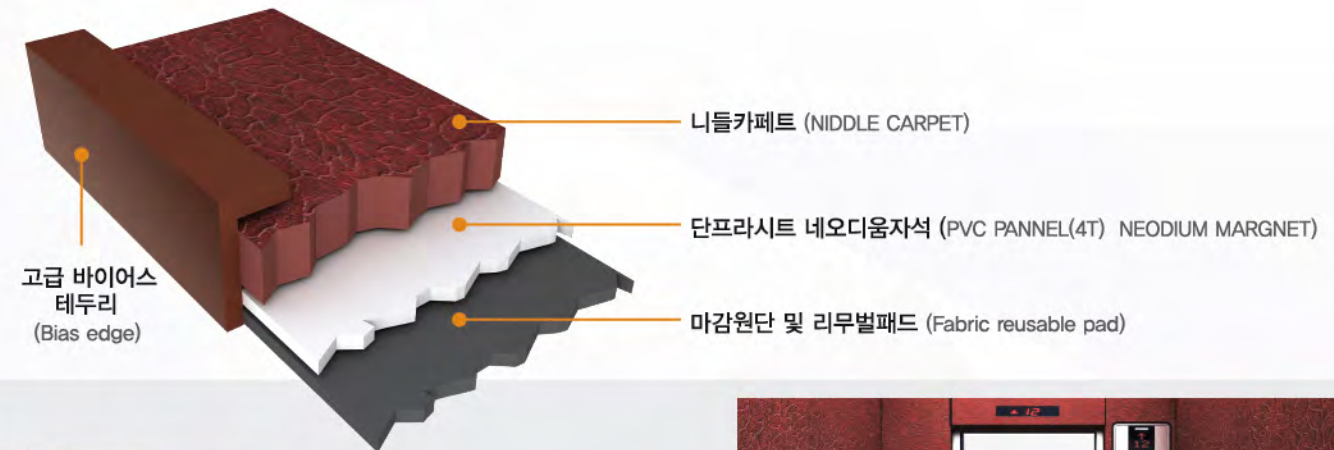 니들카페트 (NIDDLE CARPET)
단프라시트 네오디움자석 (PVC PANNEL(4T) NEODIUM MARGNET)
고급 바이어스
테두리
(Bias edge)
마감원단 및 리무벌패드 (Fabric reusable pad)
▲ 12
12